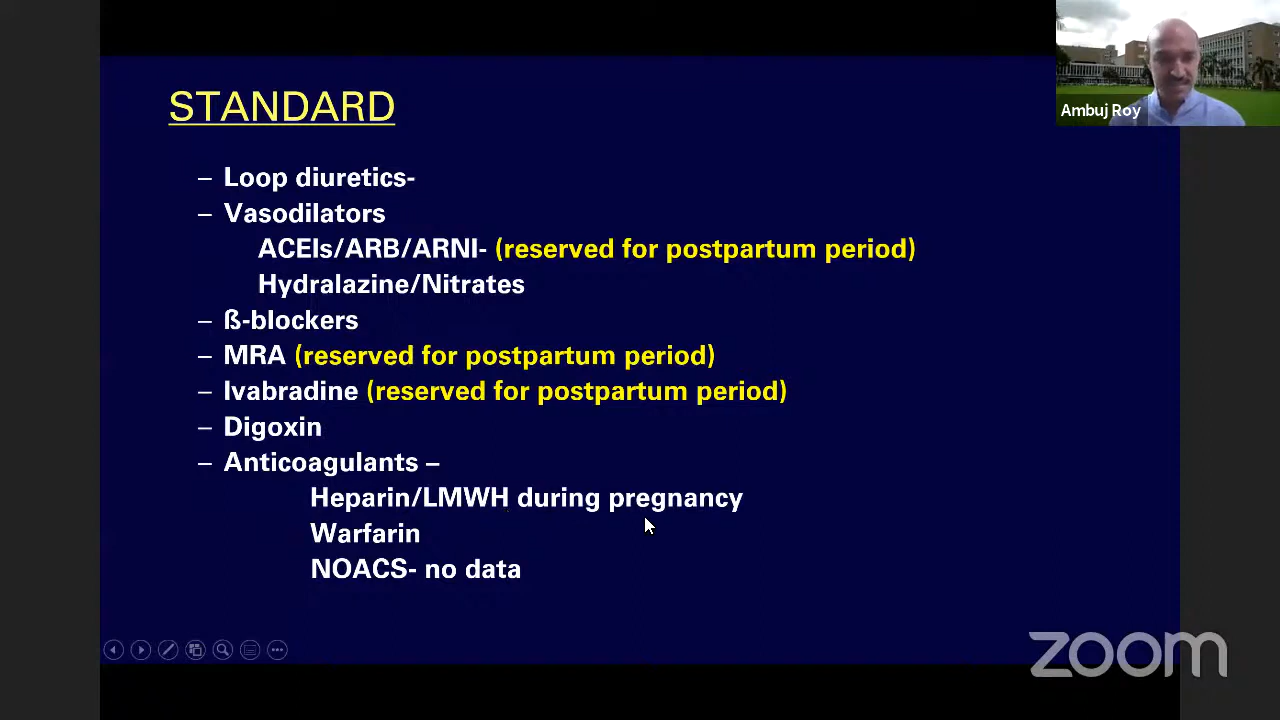 STANDARD
– Loop diuretics-
– Vasodilators
ACEIs/ARB/ARNI- (reserved for postpartum period)
Hydralazine/Nitrates
– ß-blockers
– MRA (reserved for postpartum period)
– Ivabradine (reserved for postpartum period)
– Digoxin
– Anticoagulants –
Heparin/LMWH during pregnancy
Warfarin
NOACS- no data
Ambuj Roy
zoom